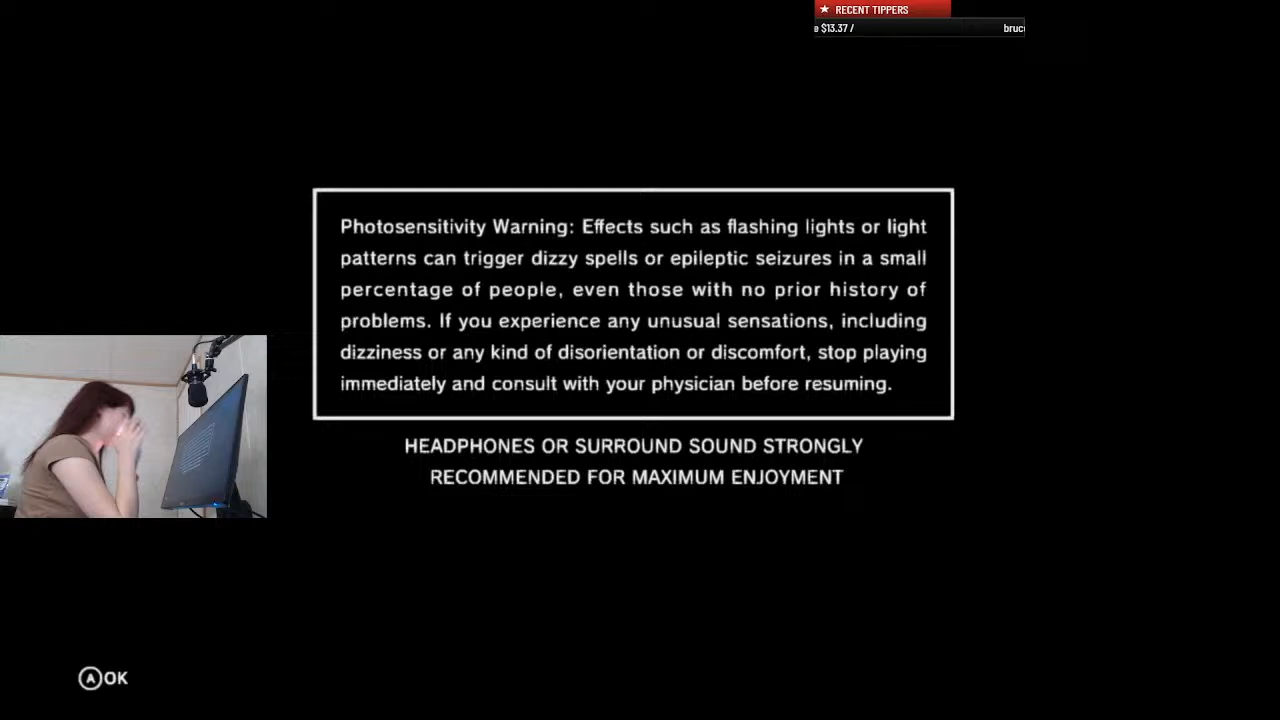 RECENT TIPPERS
e $13.37 / bruc
Photosensitivity Warning: Effects such as flashing lights or light
patterns can trigger dizzy spells or epileptic seizures in a small
percentage of people, even those with no prior history of
problems. If you experience any unusual sensations, including
dizziness or any kind of disorientation or discomfort, stop playing
immediately and consult with your physician before resuming.
HEADPHONES OR SURROUND SOUND STRONGLY
RECOMMENDED FOR MAXIMUM ENJOYMENT
A OK